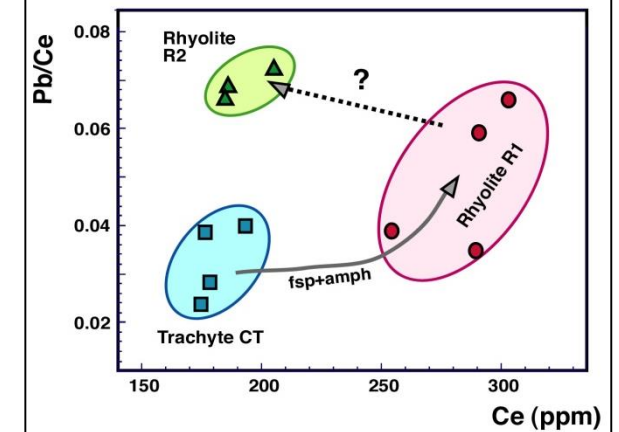 0.08
Rhyolite
R2
Pb/Ce
?
0.06
Rhyolite R1
0.04
fsp+amph
0.02
Trachyte CT
150 200 250 300
Ce (ppm)